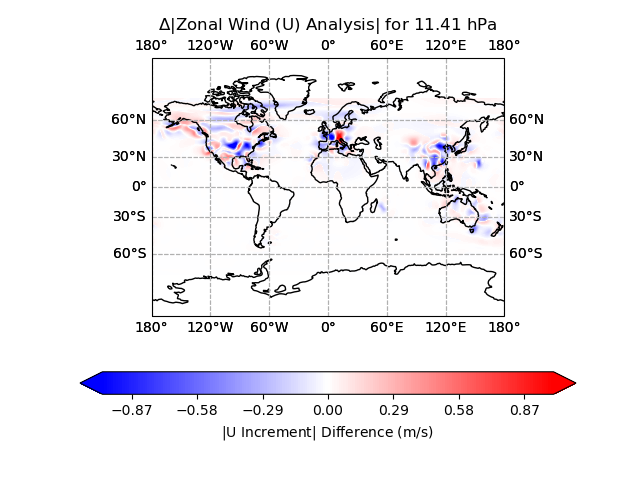 Δ|Zonal Wind (U) Analysis| for 11.41 hPa
180° 120°W 60°W 0° 60°E 120°E 180°
60°N 60°N
30°N 30°N
0° 0°
30°S 30°S
60°S 60°S
180° 120°W 60°W 0° 60°E 120°E 180°
−0.87 −0.58 −0.29 0.00 0.29 0.58 0.87
|U Increment| Difference (m/s)